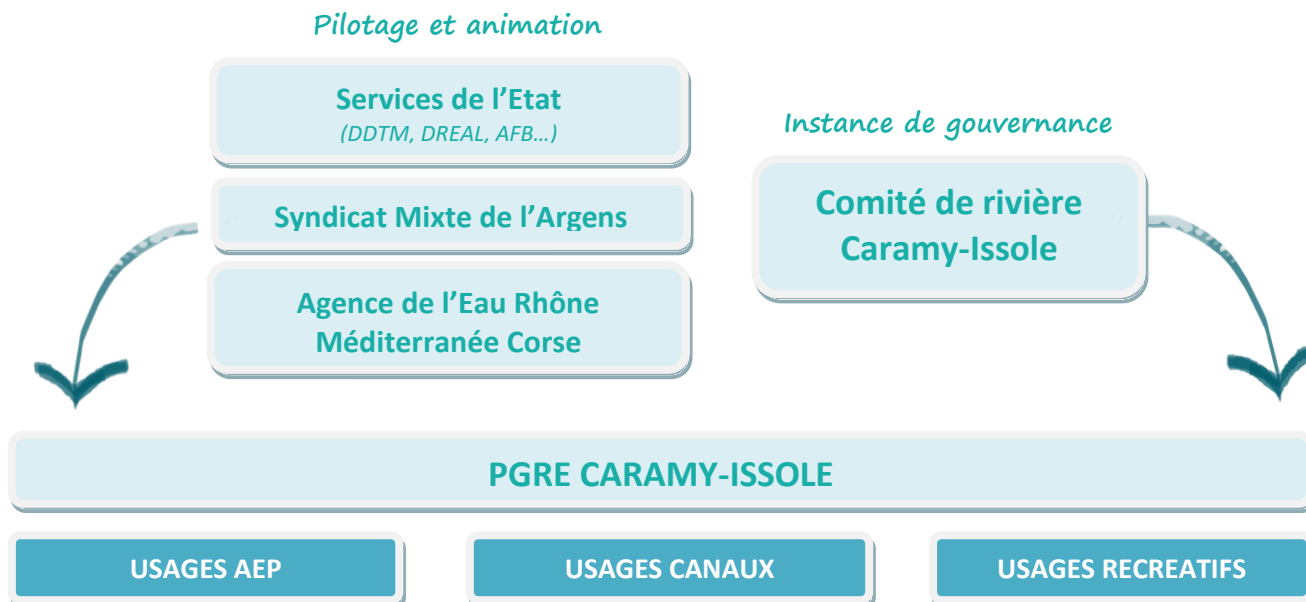 Pilotage et animation
Services de l’Etat
(DDTM, DREAL, AFB…)
Syndicat Mixte de l’Argens
Agence de l’Eau Rhône
Méditerranée Corse
Instance de gouvernance
Comité de rivière
Caramy-Issole
PGRE CARAMY-ISSOLE
USAGES AEP
USAGES CANAUX
USAGES RECREATIFS